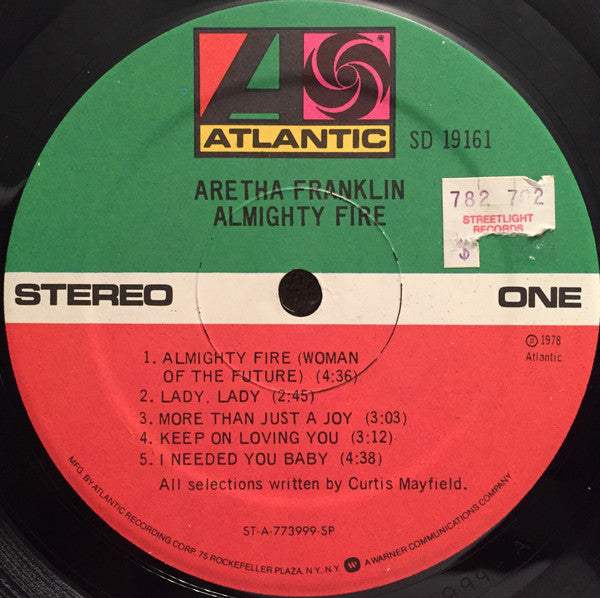 ATLANTIC
SD 19161
ARETHA FRANKLIN
ALMIGHTY FIRE
782 702
STREETLIGHT
RECORDS
$
STEREO
ONE
℗ 1978
Atlantic
1. ALMIGHTY FIRE (WOMAN
OF THE FUTURE) (4:36)
2. LADY, LADY (2:45)
3. MORE THAN JUST A JOY (3:03)
4. KEEP ON LOVING YOU (3:12)
5. I NEEDED YOU BABY (4:38)
All selections written by Curtis Mayfield.
ST-A-773999-SP
MFG. BY ATLANTIC RECORDING CORP. 75 ROCKEFELLER PLAZA, N.Y. N.Y. A WARNER COMMUNICATIONS COMPANY